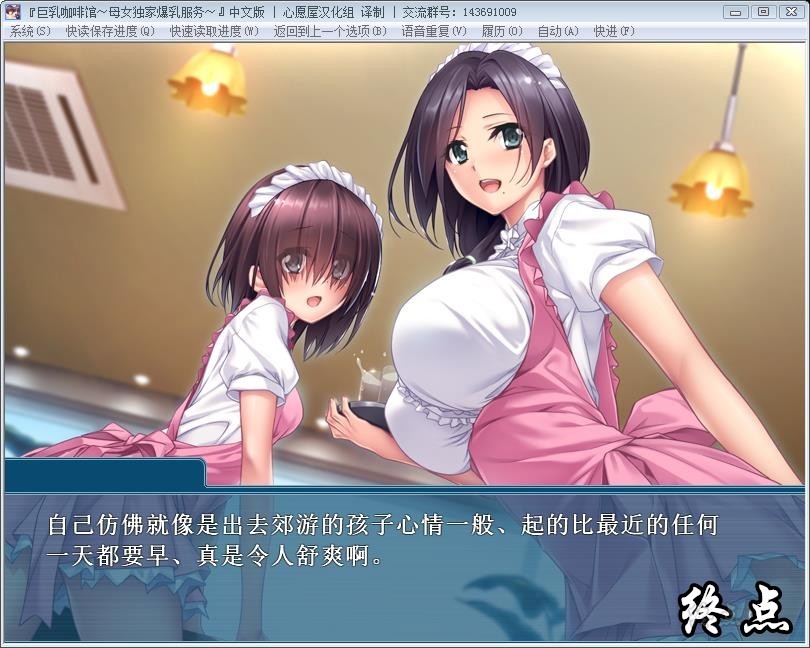 『巨乳咖啡馆～母女独家爆乳服务～』中文版 | 心愿屋汉化组 译制 | 交流群号：143691009
系统(S) 快读保存进度(Q) 快速读取进度(W) 返回到上一个选项(B) 语音重复(V) 履历(O) 自动(A) 快进(F)
自己仿佛就像是出去郊游的孩子心情一般、起的比最近的任何
一天都要早、真是令人舒爽啊。
终点